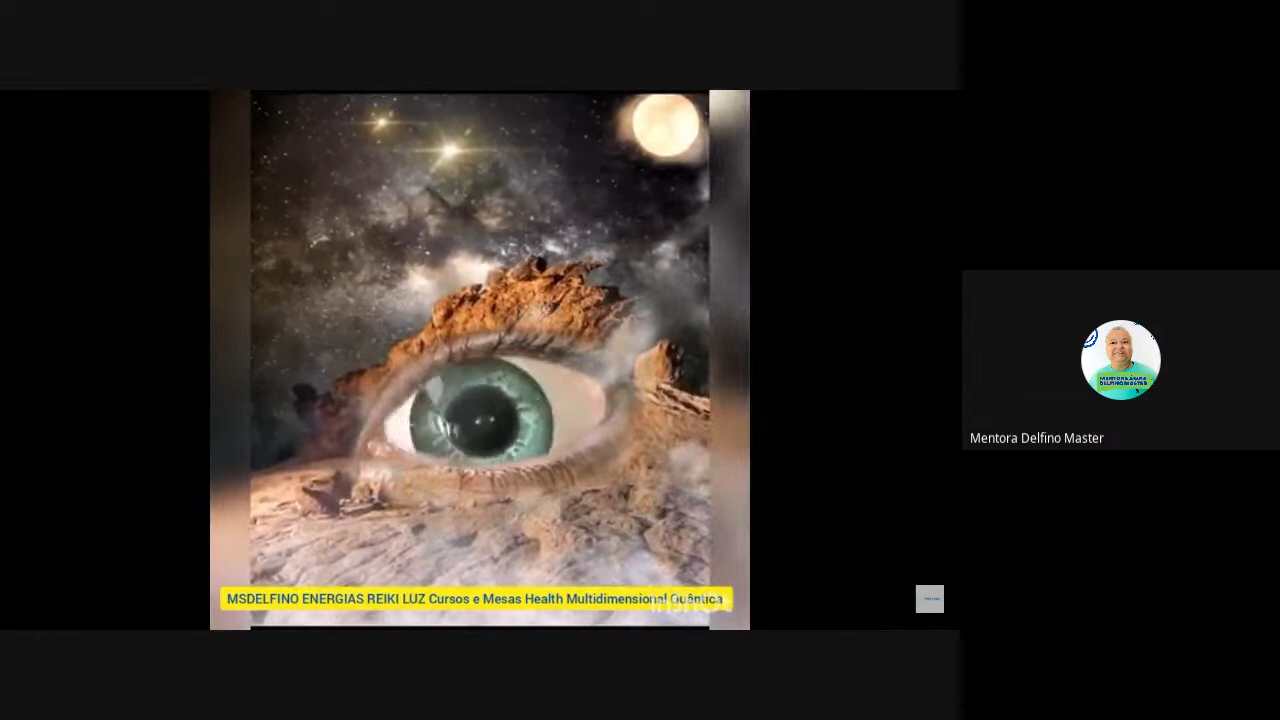 MSDELFINO ENERGIAS REIKI LUZ Cursos e Mesas Health Multidimensional Quântica
Mentora Delfino Master